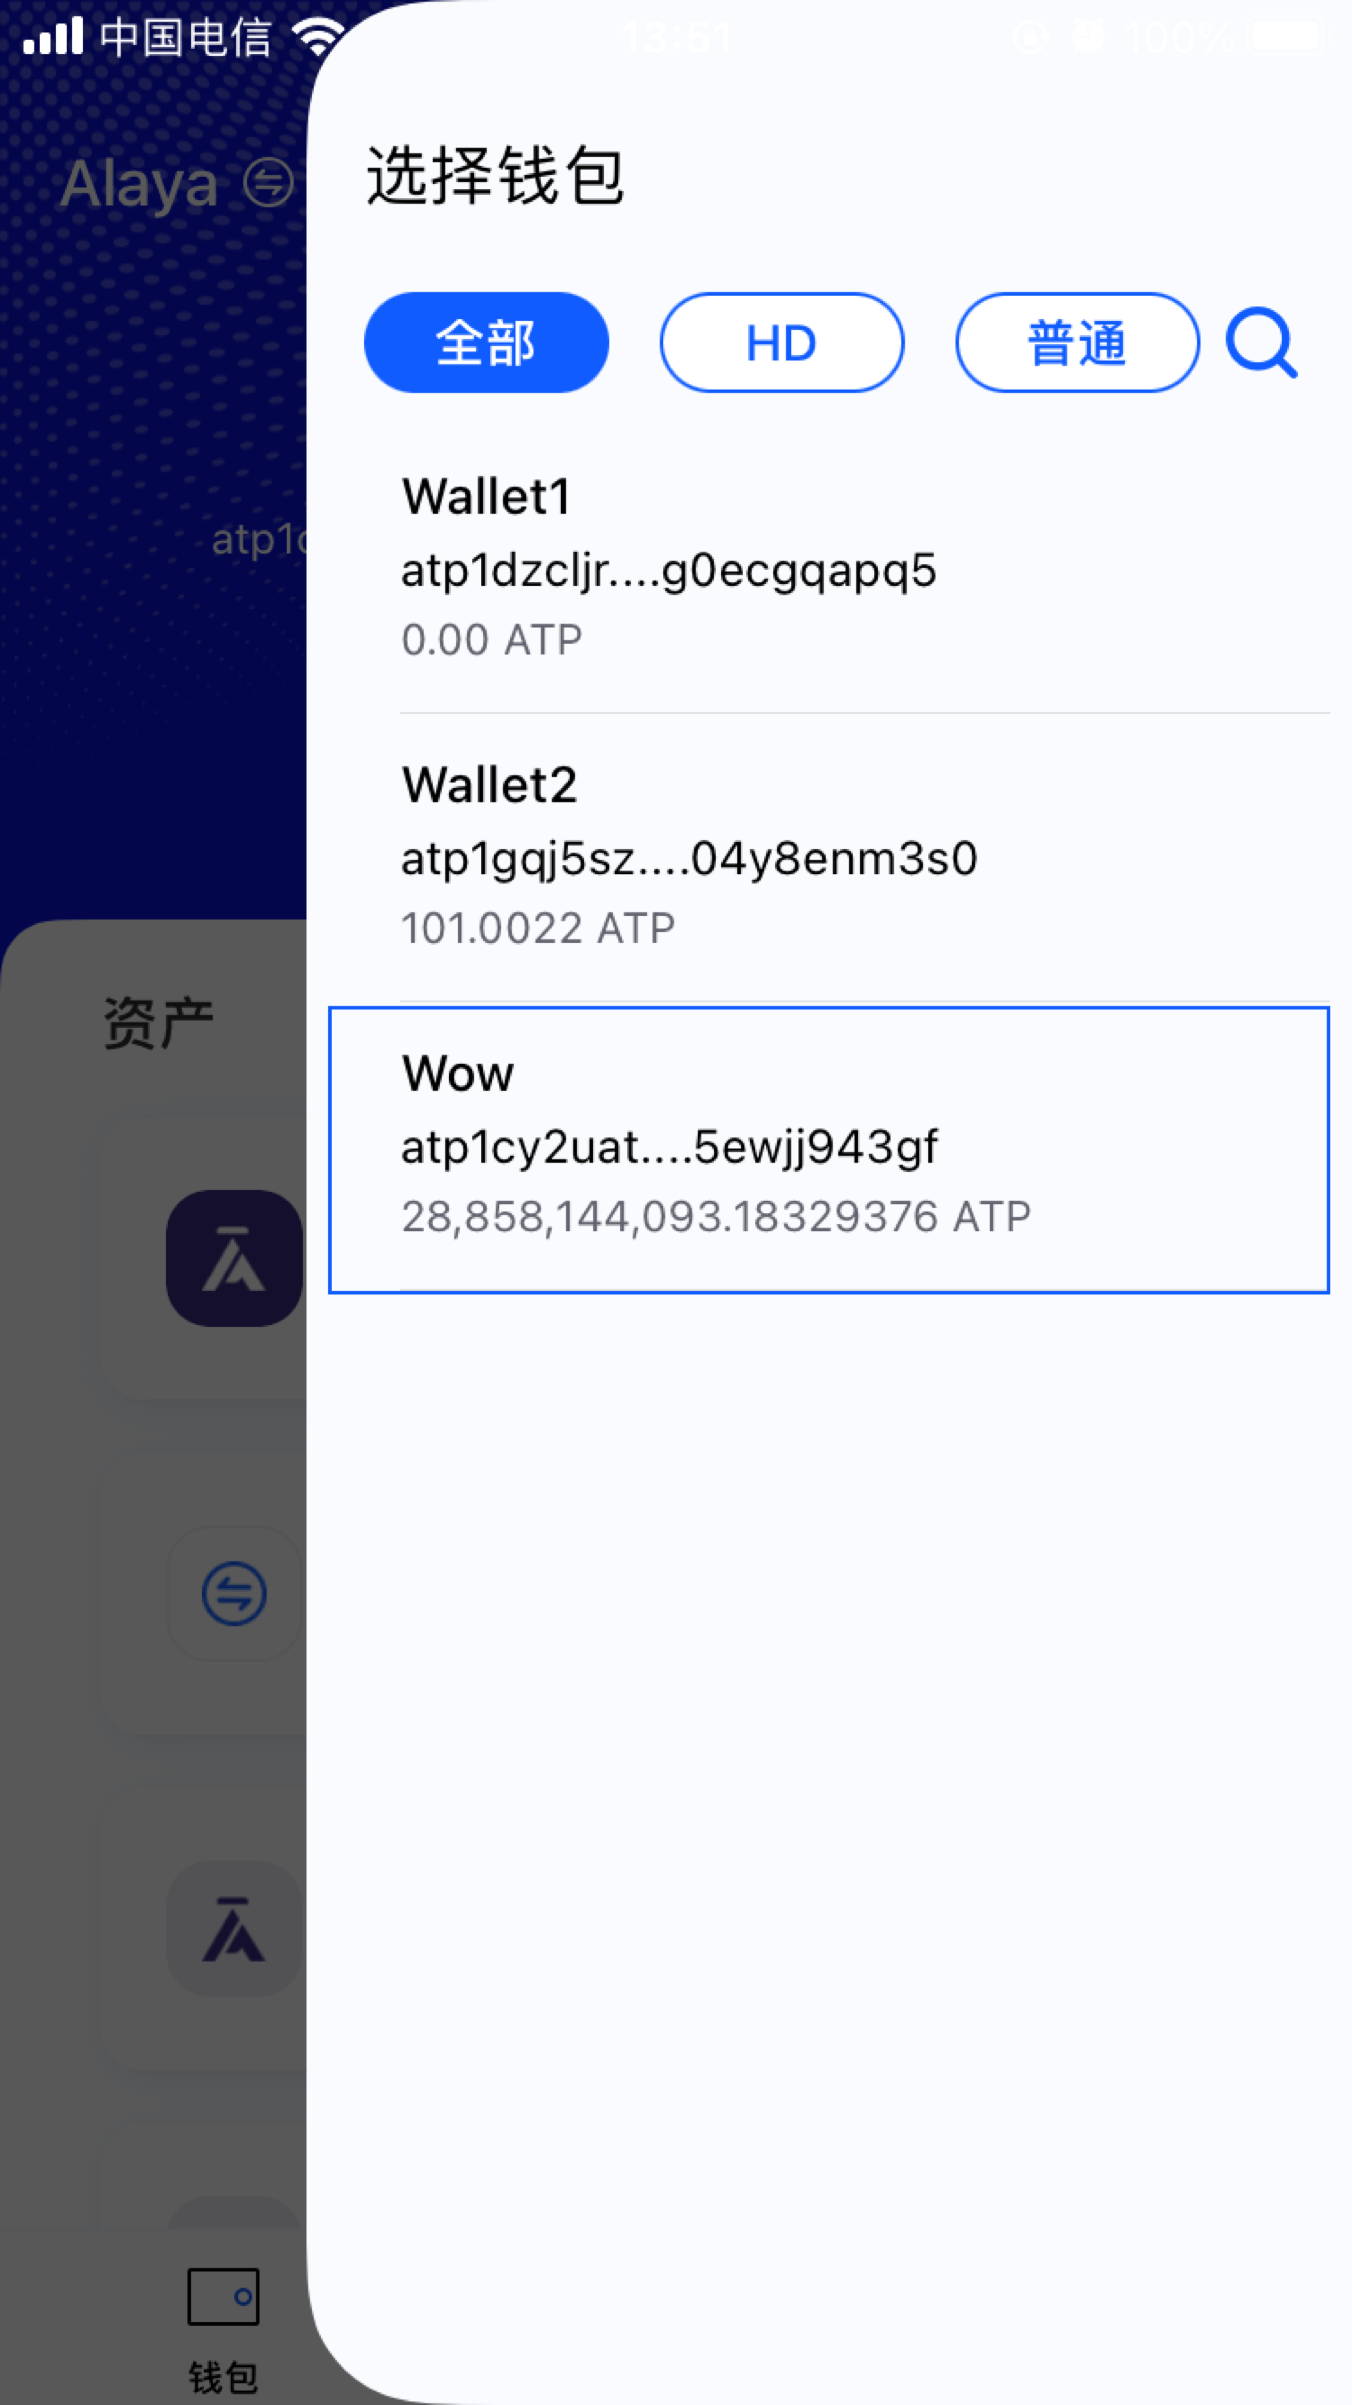 中国电信
13:51
100%
Alaya
选择钱包
全部
HD
普通
Wallet1
atp1dzcljr....g0ecgqapq5
0.00 ATP
atp1c
Wallet2
atp1gqj5sz....04y8enm3s0
101.0022 ATP
资产
Wow
atp1cy2uat....5ewjj943gf
28,858,144,093.18329376 ATP
钱包